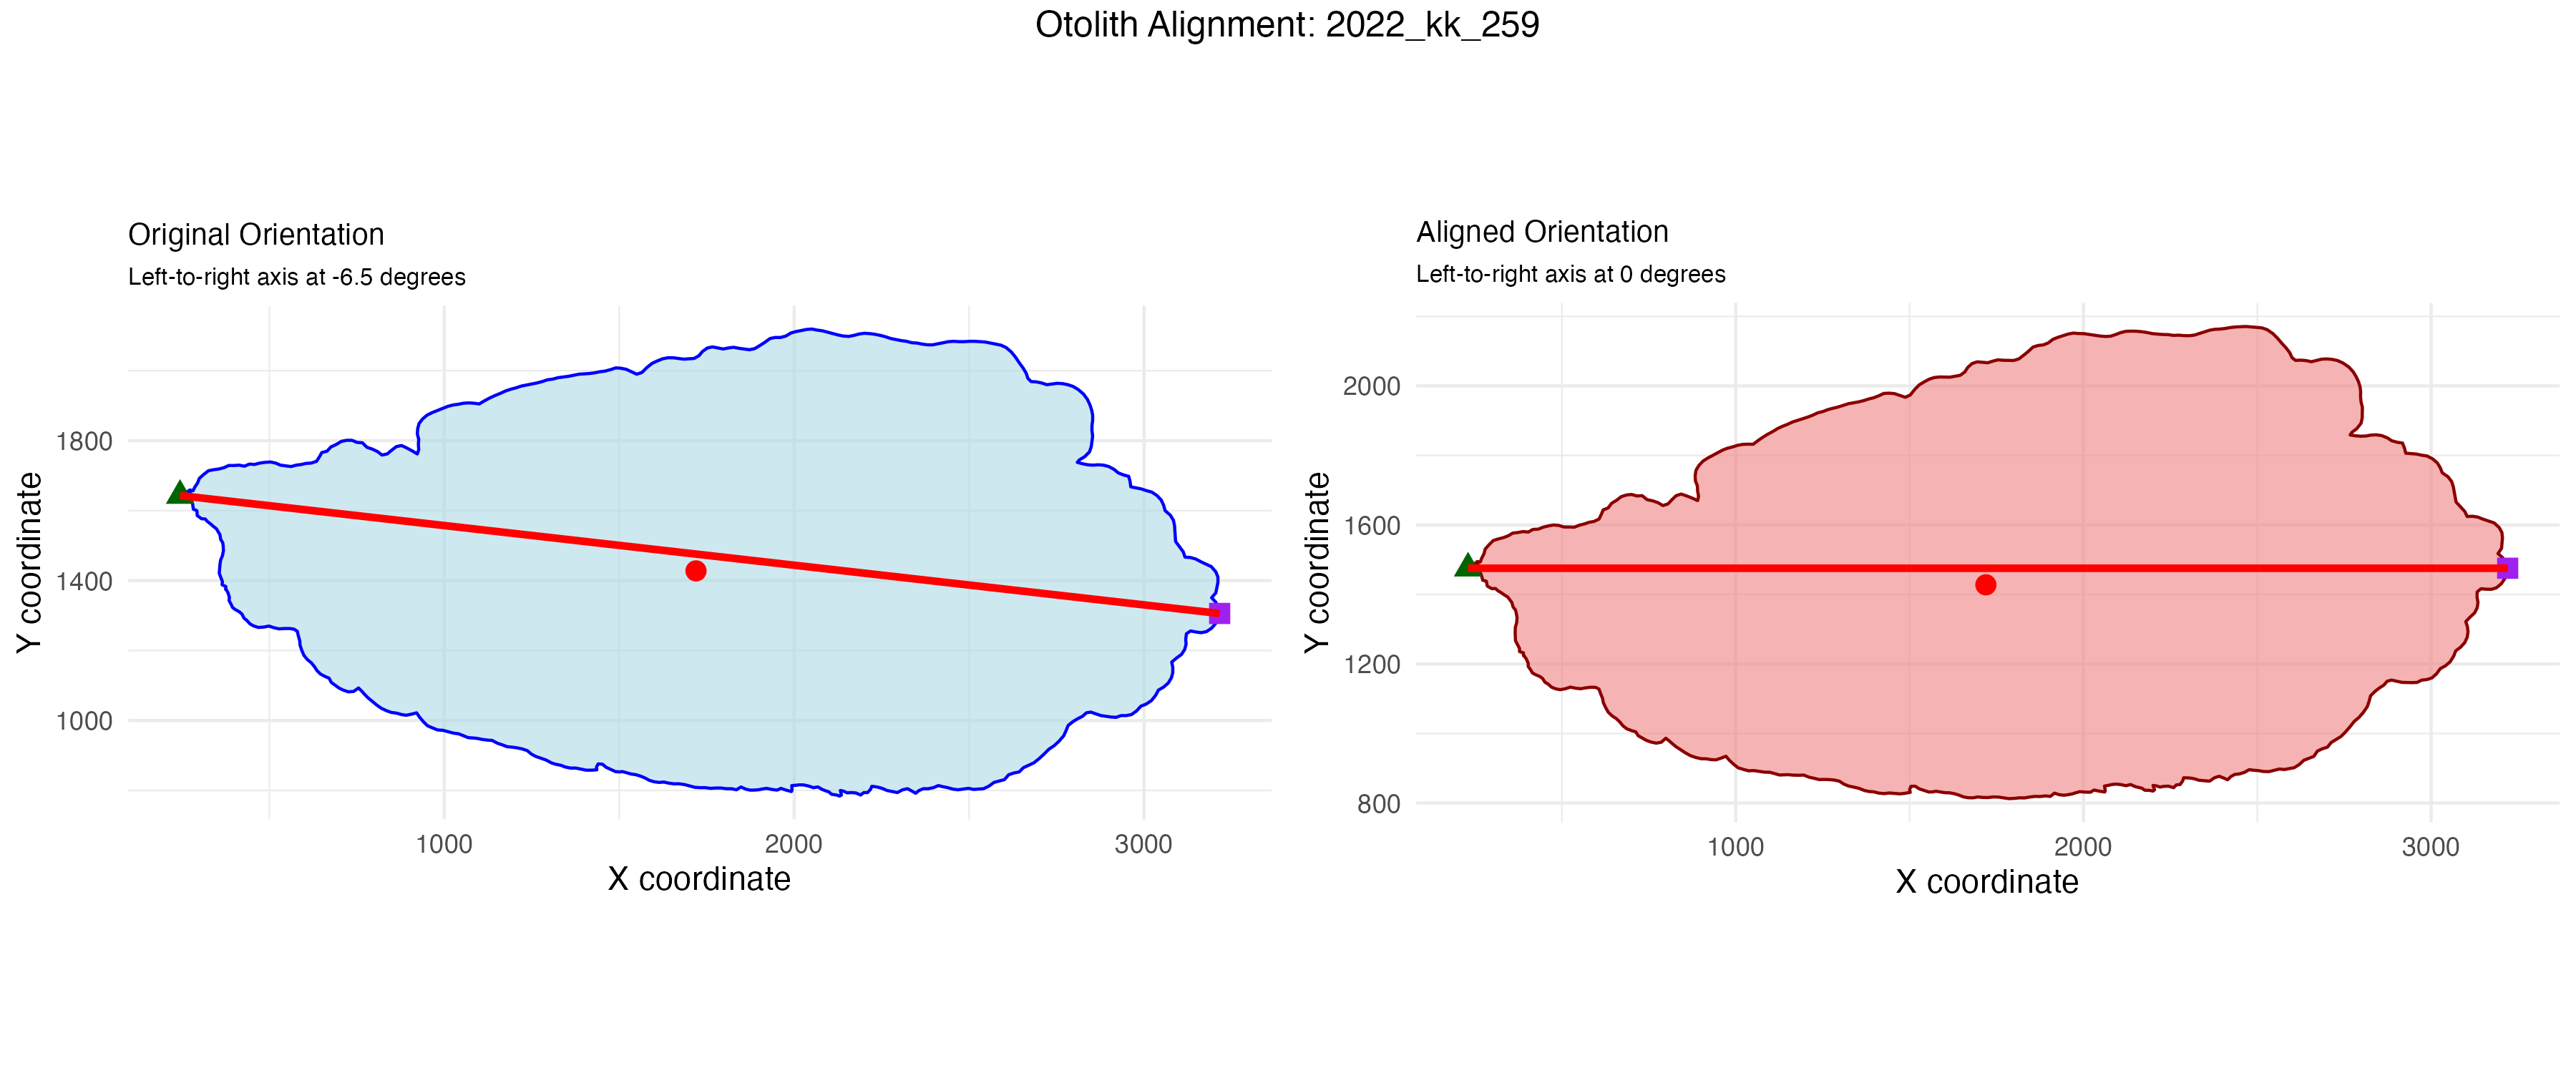 Otolith Alignment: 2022_kk_259
Original Orientation
Left-to-right axis at -6.5 degrees
Y coordinate
1800
1400
1000
1000 2000 3000
X coordinate
Aligned Orientation
Left-to-right axis at 0 degrees
Y coordinate
2000
1600
1200
800
1000 2000 3000
X coordinate